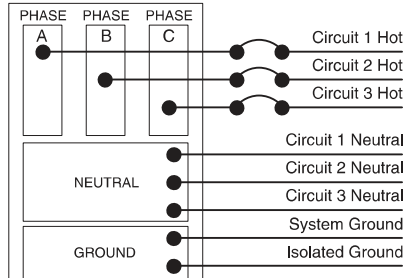 PHASE PHASE PHASE
A B C
Circuit 1 Hot
Circuit 2 Hot
Circuit 3 Hot
Circuit 1 Neutral
Circuit 2 Neutral
NEUTRAL
Circuit 3 Neutral
System Ground
GROUND
Isolated Ground